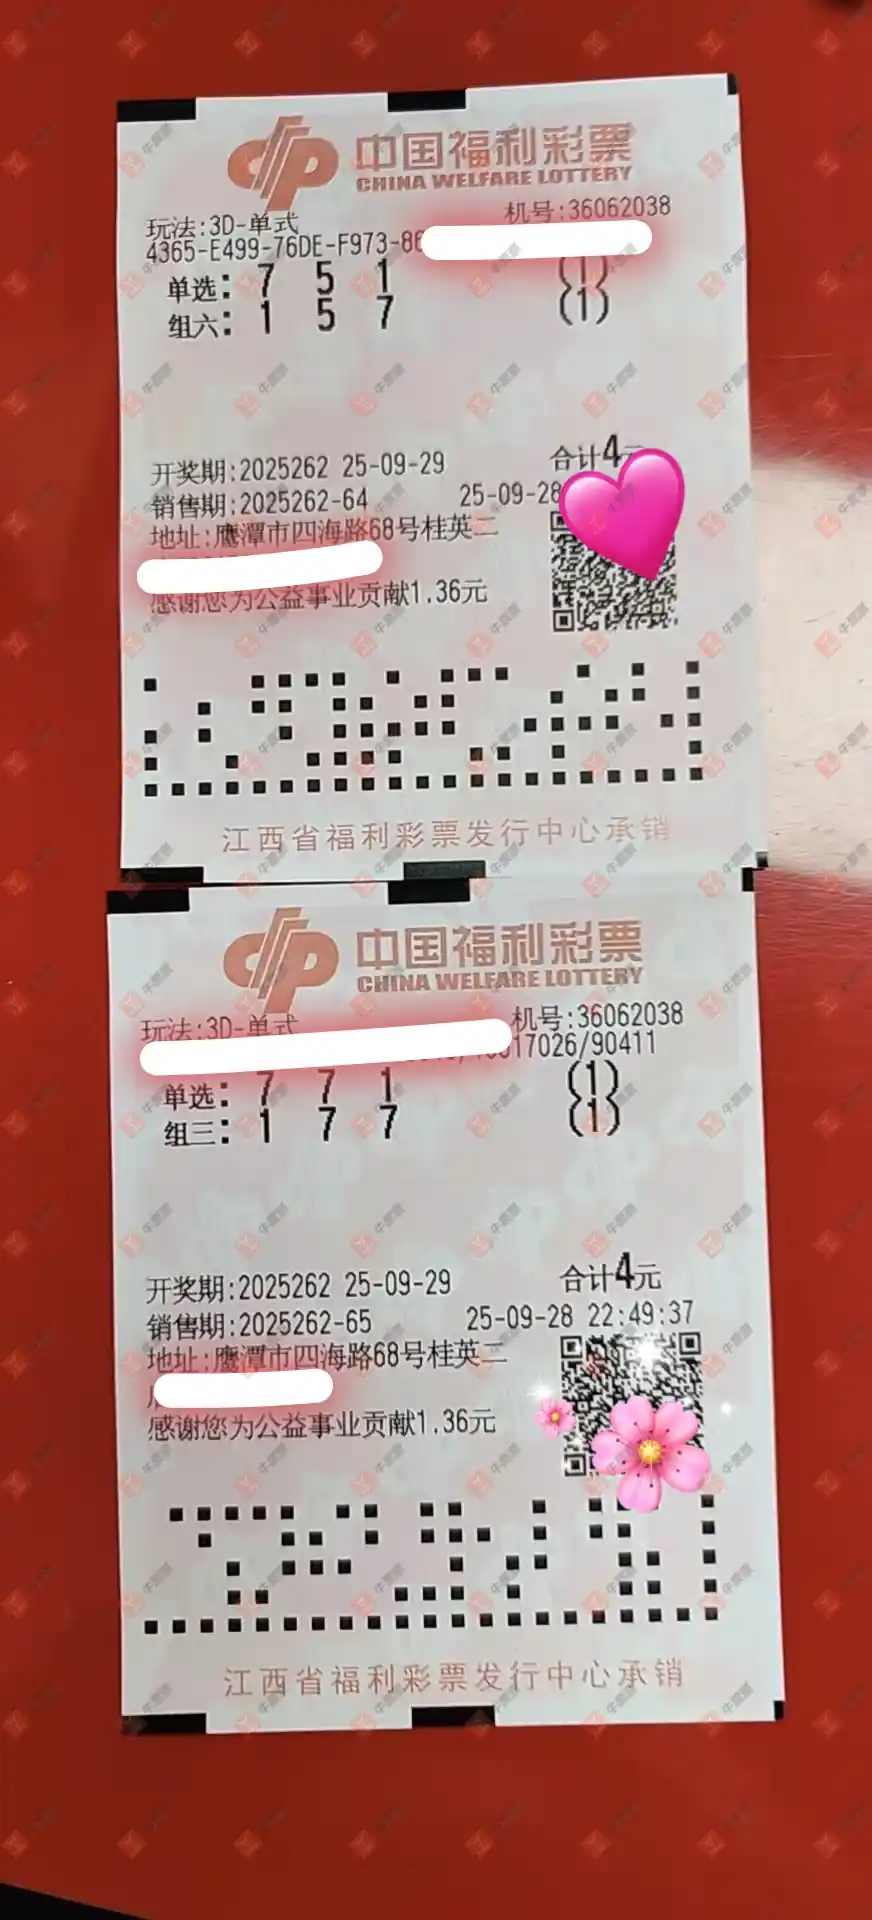 中国福利彩票
CHINA WELFARE LOTTERY
玩法:3D-单式
机号:36062038
4365-E499-76DE-F973-86
单选: 7 5 1 (1)
组六: 1 5 7 (1)
合计4元
开奖期:2025262 25-09-29
销售期:2025262-64 25-09-28
地址:鹰潭市四海路68号桂英二
感谢您为公益事业贡献1.36元
江西省福利彩票发行中心承销
中国福利彩票
CHINA WELFARE LOTTERY
玩法:3D-单式
机号:36062038
17026/90411
单选: 7 7 1 (1)
组三: 1 7 7 (1)
开奖期:2025262 25-09-29
合计4元
销售期:2025262-65 25-09-28 22:49:37
地址:鹰潭市四海路68号桂英二
感谢您为公益事业贡献1.36元
江西省福利彩票发行中心承销